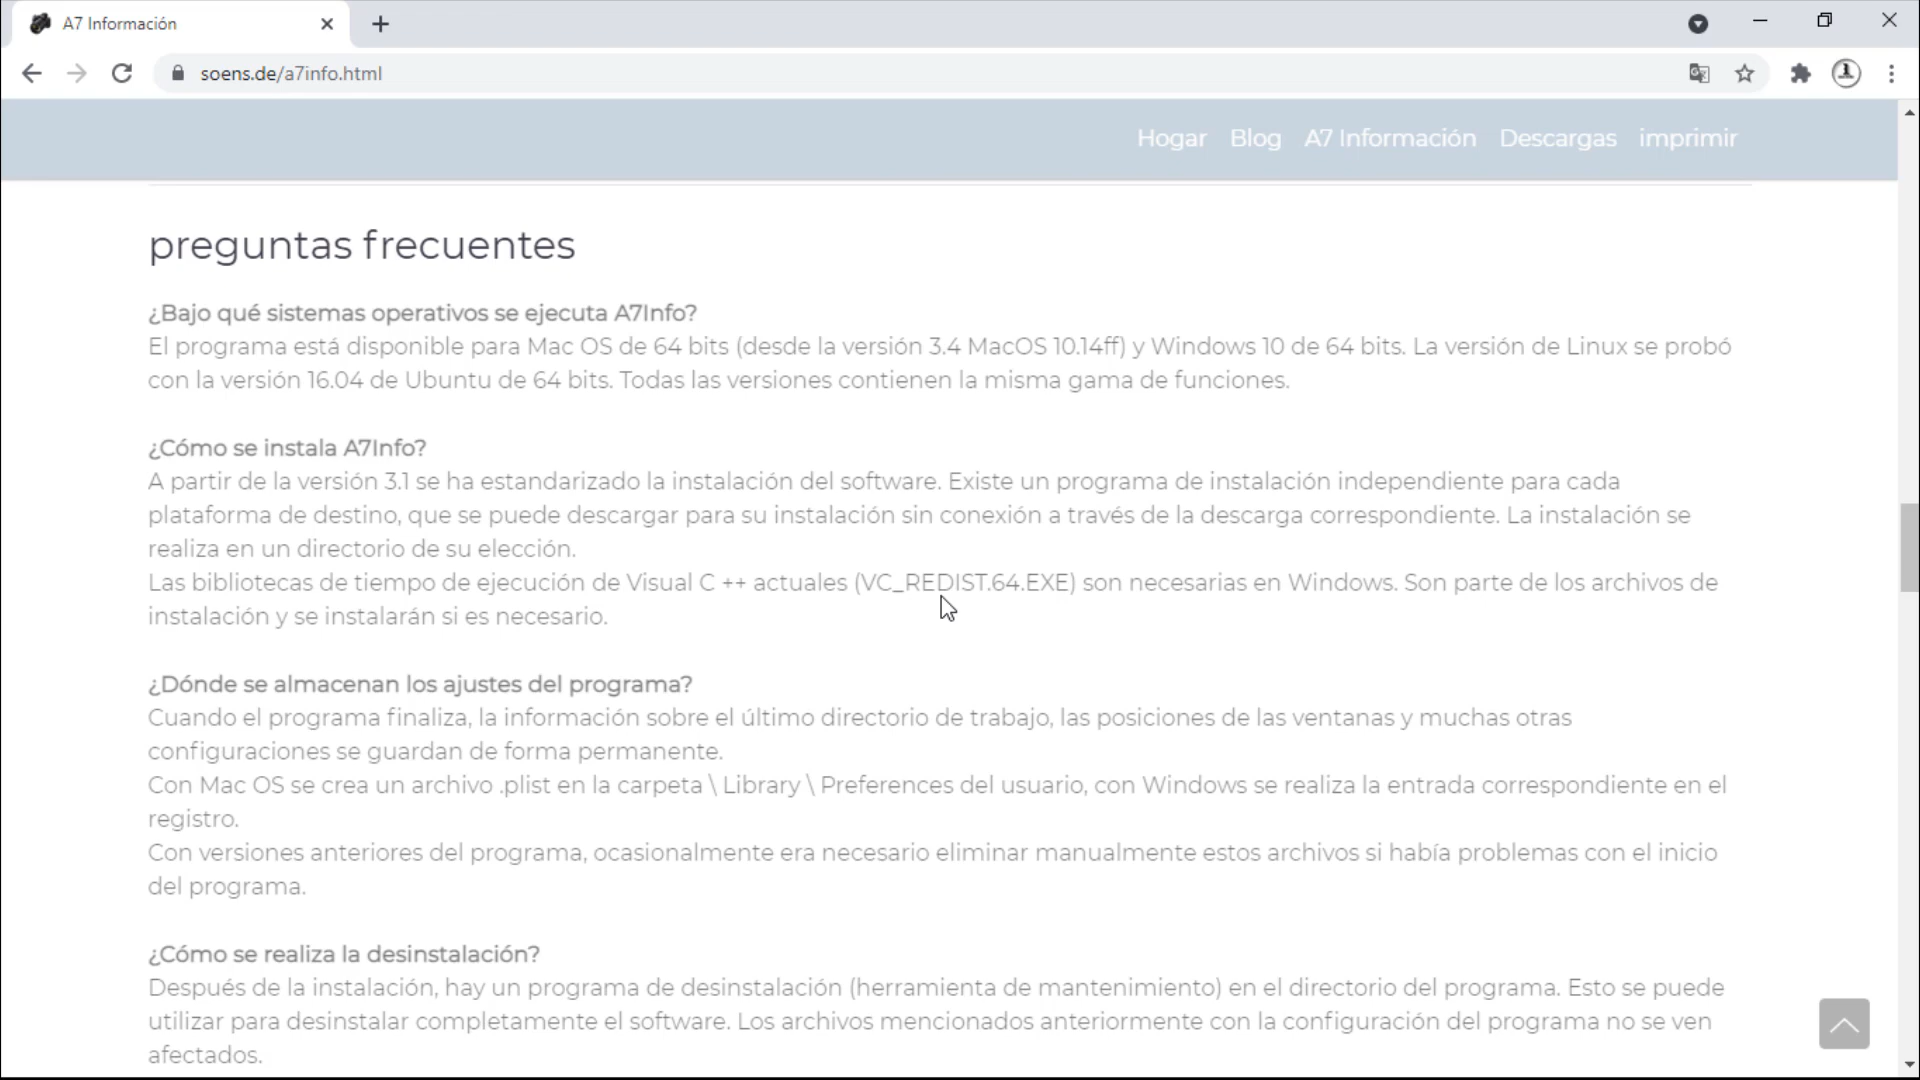 A7 Información
soens.de/a7info.html
Hogar Blog A7 Información Descargas imprimir
preguntas frecuentes
¿Bajo qué sistemas operativos se ejecuta A7Info?
El programa está disponible para Mac OS de 64 bits (desde la versión 3.4 MacOS 10.14ff) y Windows 10 de 64 bits. La versión de Linux se probó
con la versión 16.04 de Ubuntu de 64 bits. Todas las versiones contienen la misma gama de funciones.
¿Cómo se instala A7Info?
A partir de la versión 3.1 se ha estandarizado la instalación del software. Existe un programa de instalación independiente para cada
plataforma de destino, que se puede descargar para su instalación sin conexión a través de la descarga correspondiente. La instalación se
realiza en un directorio de su elección.
Las bibliotecas de tiempo de ejecución de Visual C ++ actuales (VC_REDIST.64.EXE) son necesarias en Windows. Son parte de los archivos de
instalación y se instalarán si es necesario.
¿Dónde se almacenan los ajustes del programa?
Cuando el programa finaliza, la información sobre el último directorio de trabajo, las posiciones de las ventanas y muchas otras
configuraciones se guardan de forma permanente.
Con Mac OS se crea un archivo .plist en la carpeta \ Library \ Preferences del usuario, con Windows se realiza la entrada correspondiente en el
registro.
Con versiones anteriores del programa, ocasionalmente era necesario eliminar manualmente estos archivos si había problemas con el inicio
del programa.
¿Cómo se realiza la desinstalación?
Después de la instalación, hay un programa de desinstalación (herramienta de mantenimiento) en el directorio del programa. Esto se puede
utilizar para desinstalar completamente el software. Los archivos mencionados anteriormente con la configuración del programa no se ven
afectados.